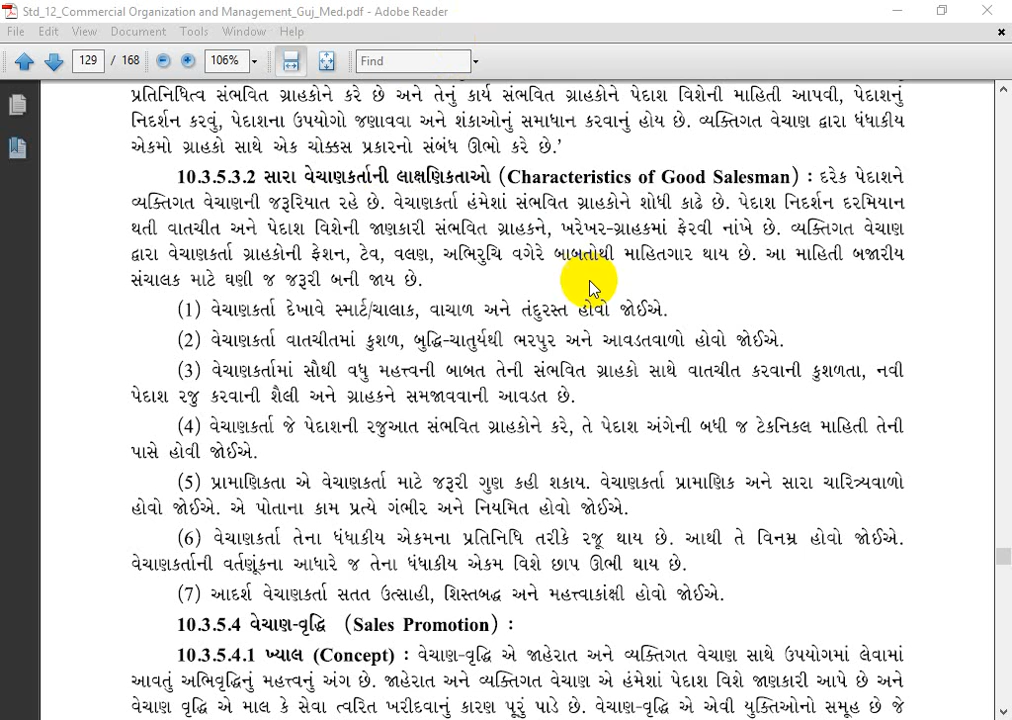 Std_12_Commercial Organization and Management_Guj_Med.pdf - Adobe Reader
File Edit View Document Tools Window Help
129 / 168 106% Find
પ્રતિનિધિત્વ સંભવિત ગ્રાહકોને કરે છે અને તેનું કાર્ય સંભવિત ગ્રાહકોને પેદાશ વિશેની માહિતી આપવી, પેદાશનું
નિદર્શન કરવું, પેદાશના ઉપયોગો જણાવવા અને શંકાઓનું સમાધાન કરવાનું હોય છે. વ્યક્તિગત વેચાણ દ્વારા ધંધાકીય
એકમો ગ્રાહકો સાથે એક ચોક્કસ પ્રકારનો સંબંધ ઊભો કરે છે.’
10.3.5.3.2 સારા વેચાણકર્તાની લાક્ષણિકતાઓ (Characteristics of Good Salesman) : દરેક પેદાશને
વ્યક્તિગત વેચાણની જરૂરિયાત રહે છે. વેચાણકર્તા હંમેશાં સંભવિત ગ્રાહકોને શોધી કાઢે છે. પેદાશ નિદર્શન દરમિયાન
થતી વાતચીત અને પેદાશ વિશેની જાણકારી સંભવિત ગ્રાહકને, ખરેખર-ગ્રાહકમાં ફેરવી નાંખે છે. વ્યક્તિગત વેચાણ
દ્વારા વેચાણકર્તા ગ્રાહકોની ફેશન, ટેવ, વલણ, અભિરુચિ વગેરે બાબતોથી માહિતગાર થાય છે. આ માહિતી બજારીય
સંચાલક માટે ઘણી જ જરૂરી બની જાય છે.
(1) વેચાણકર્તા દેખાવે સ્માર્ટ/ચાલાક, વાચાળ અને તંદુરસ્ત હોવો જોઈએ.
(2) વેચાણકર્તા વાતચીતમાં કુશળ, બુદ્ધિ-ચાતુર્યથી ભરપુર અને આવડતવાળો હોવો જોઈએ.
(3) વેચાણકર્તામાં સૌથી વધુ મહત્ત્વની બાબત તેની સંભવિત ગ્રાહકો સાથે વાતચીત કરવાની કુશળતા, નવી
પેદાશ રજુ કરવાની શૈલી અને ગ્રાહકને સમજાવવાની આવડત છે.
(4) વેચાણકર્તા જે પેદાશની રજુઆત સંભવિત ગ્રાહકોને કરે, તે પેદાશ અંગેની બધી જ ટેકનિકલ માહિતી તેની
પાસે હોવી જોઈએ.
(5) પ્રામાણિકતા એ વેચાણકર્તા માટે જરૂરી ગુણ કહી શકાય. વેચાણકર્તા પ્રામાણિક અને સારા ચારિત્ર્યવાળો
હોવો જોઈએ. એ પોતાના કામ પ્રત્યે ગંભીર અને નિયમિત હોવો જોઈએ.
(6) વેચાણકર્તા તેના ધંધાકીય એકમના પ્રતિનિધિ તરીકે રજૂ થાય છે. આથી તે વિનમ્ર હોવો જોઈએ.
વેચાણકર્તાની વર્તણૂંકના આધારે જ તેના ધંધાકીય એકમ વિશે છાપ ઊભી થાય છે.
(7) આદર્શ વેચાણકર્તા સતત ઉત્સાહી, શિસ્તબદ્ધ અને મહત્ત્વાકાંક્ષી હોવો જોઈએ.
10.3.5.4 વેચાણ-વૃદ્ધિ (Sales Promotion) :
10.3.5.4.1 ખ્યાલ (Concept) : વેચાણ-વૃદ્ધિ એ જાહેરાત અને વ્યક્તિગત વેચાણ સાથે ઉપયોગમાં લેવામાં
આવતું અભિવૃદ્ધિનું મહત્ત્વનું અંગ છે. જાહેરાત અને વ્યક્તિગત વેચાણ એ હંમેશાં પેદાશ વિશે જાણકારી આપે છે અને
વેચાણ વૃદ્ધિ એ માલ કે સેવા ત્વરિત ખરીદવાનું કારણ પૂરું પાડે છે. વેચાણ-વૃદ્ધિ એ એવી યુક્તિઓનો સમૂહ છે જે